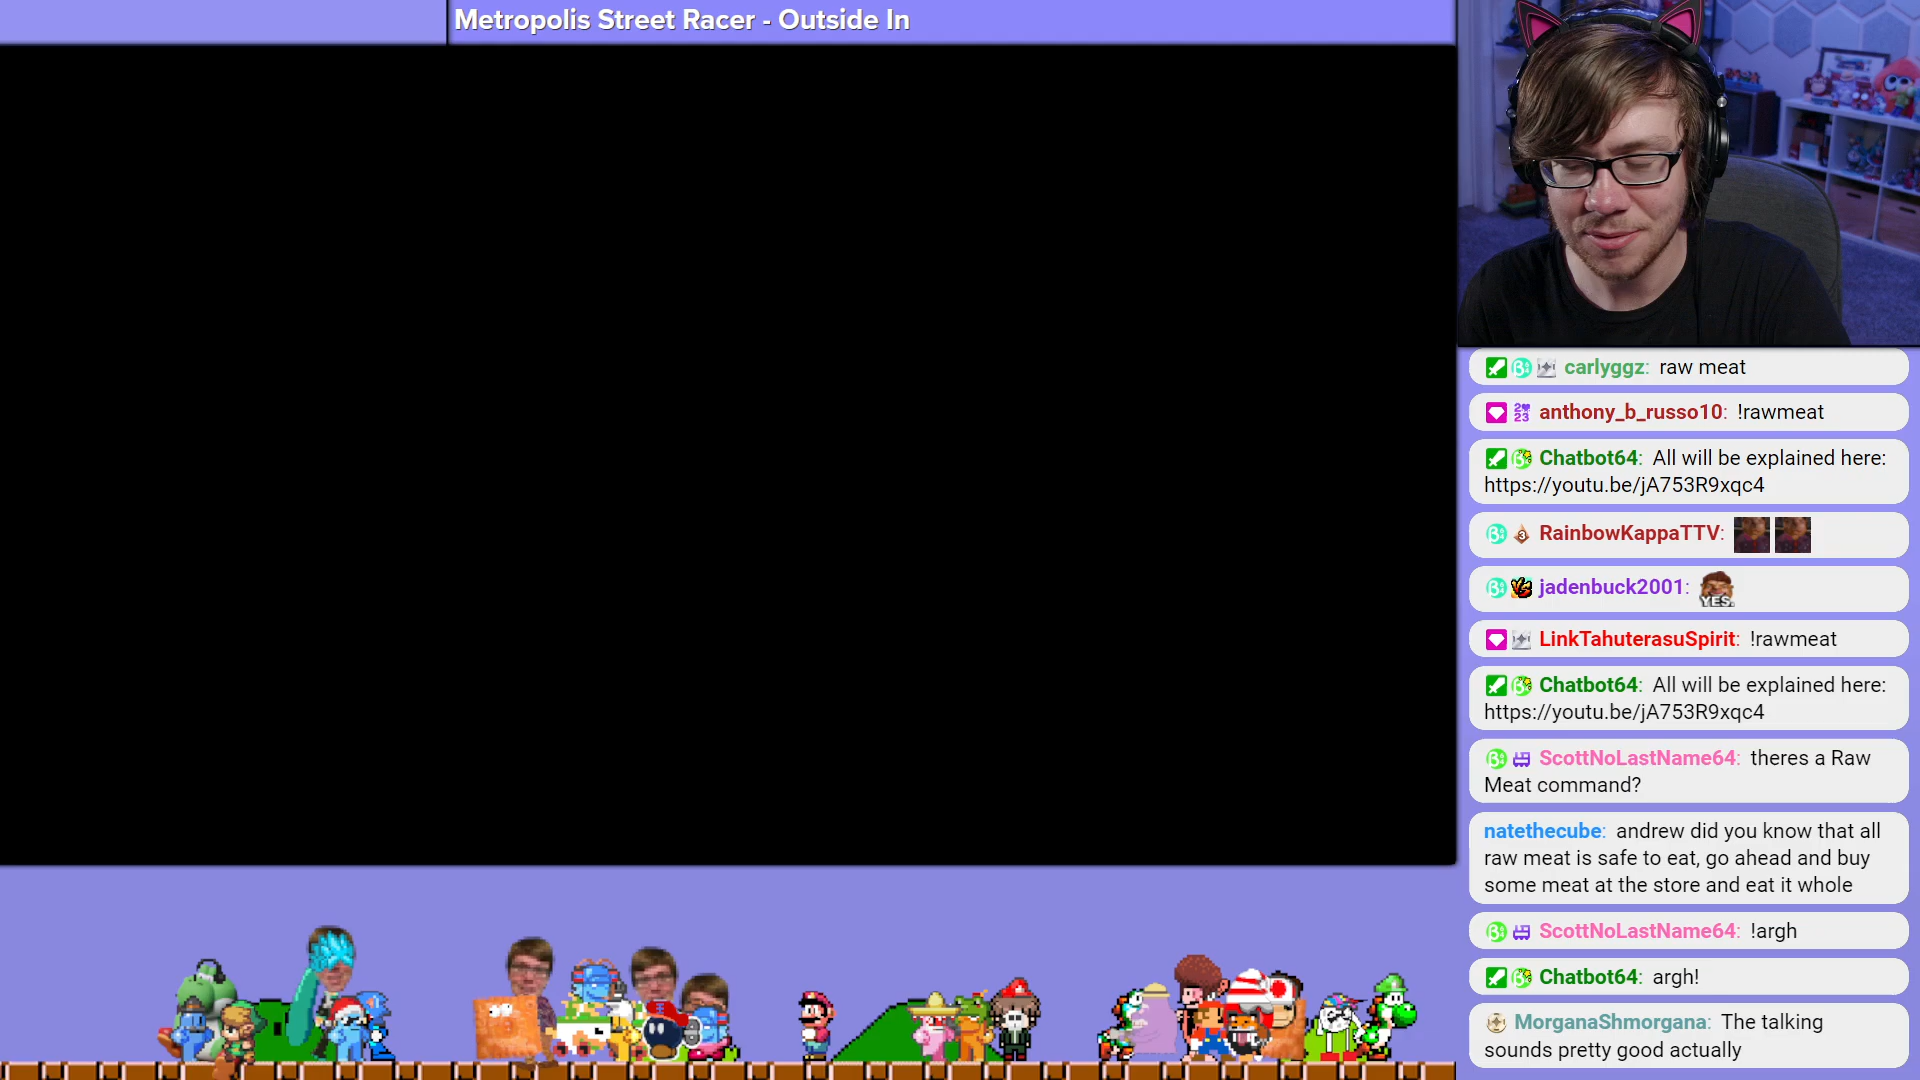 Metropolis Street Racer - Outside In
carlyggz: raw meat
anthony_b_russo10: !rawmeat
Chatbot64: All will be explained here:
https://youtu.be/jA753R9xqc4
RainbowKappaTTV:
jadenbuck2001: YES.
LinkTahuterasuSpirit: !rawmeat
Chatbot64: All will be explained here:
https://youtu.be/jA753R9xqc4
ScottNoLastName64: theres a Raw
Meat command?
natethecube: andrew did you know that all
raw meat is safe to eat, go ahead and buy
some meat at the store and eat it whole
ScottNoLastName64: !argh
Chatbot64: argh!
MorganaShmorgana: The talking
sounds pretty good actually